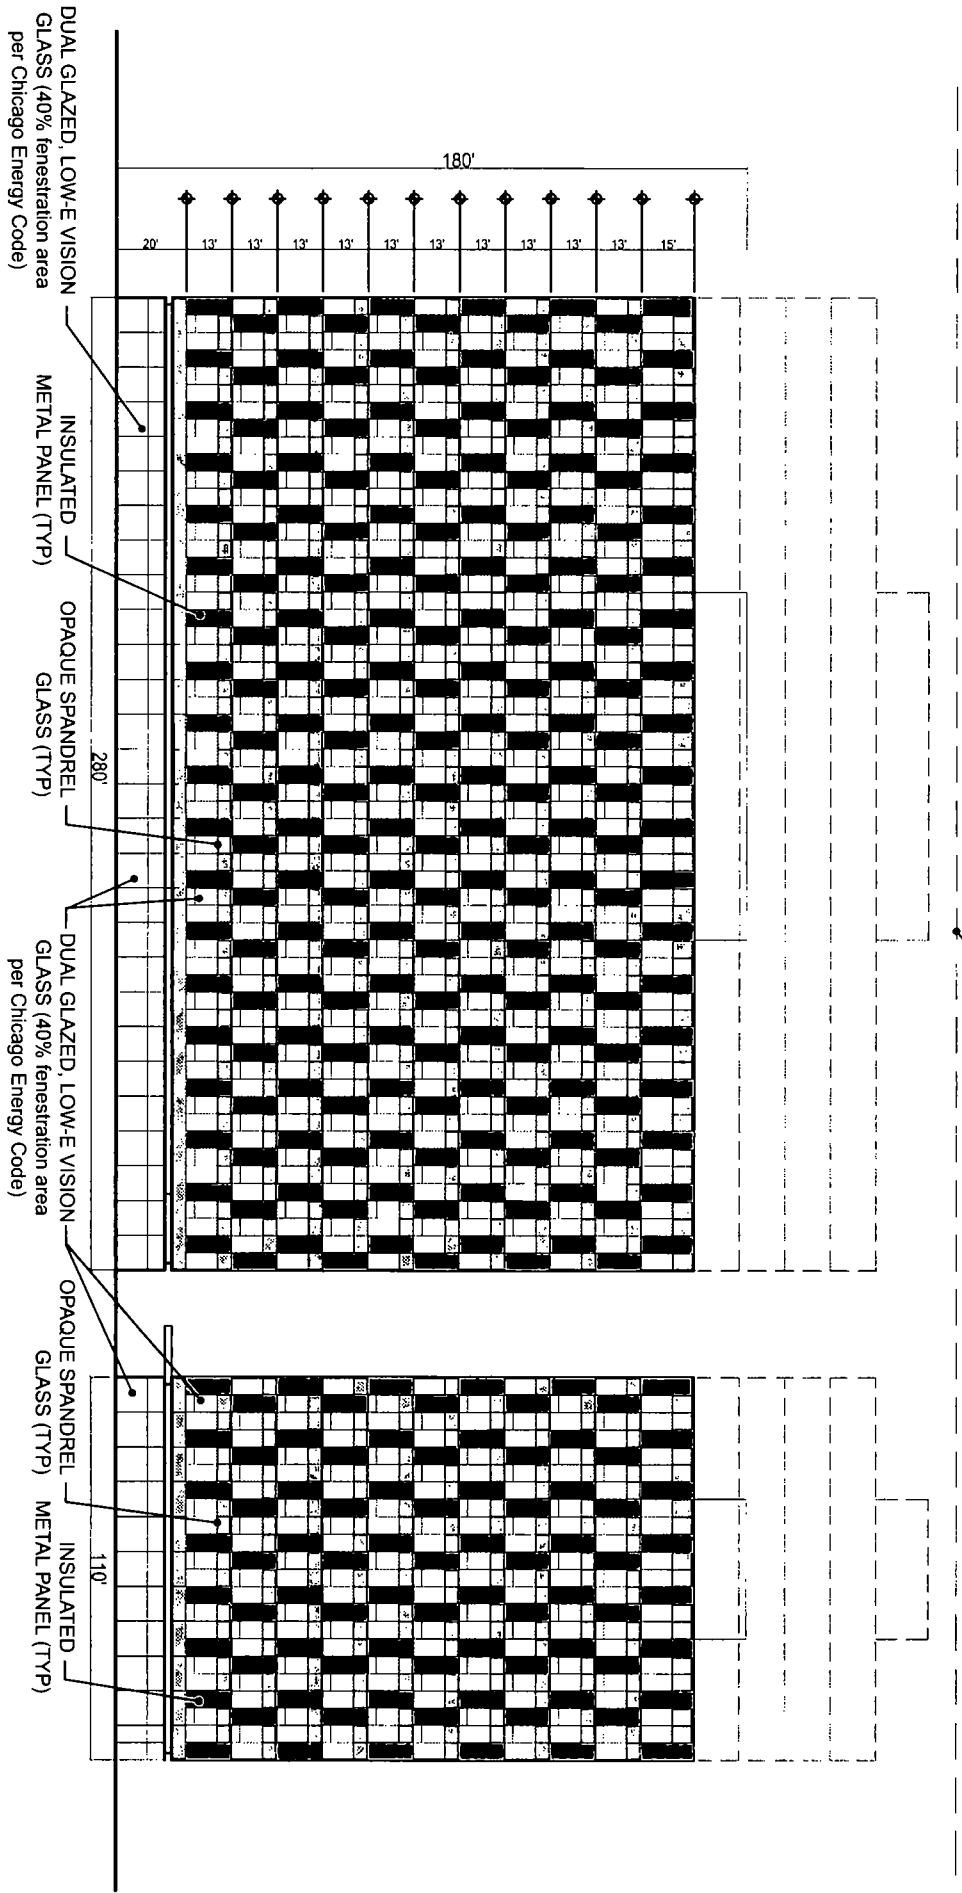 180'
20'
13'
13'
13'
13'
13'
13'
13'
13'
13'
13'
15'
DUAL GLAZED, LOW-E VISION
GLASS (40% fenestration area
per Chicago Energy Code)
INSULATED
METAL PANEL (TYP)
OPAQUE SPANDREL
GLASS (TYP)
280'
DUAL GLAZED, LOW-E VISION
GLASS (40% fenestration area
per Chicago Energy Code)
OPAQUE SPANDREL
GLASS (TYP)
INSULATED
METAL PANEL (TYP)
110'